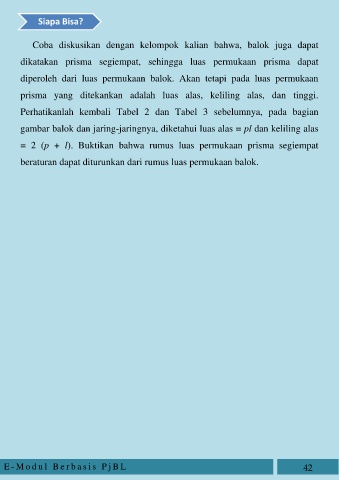 Siapa Bisa?
Coba diskusikan dengan kelompok kalian bahwa, balok juga dapat
dikatakan prisma segiempat, sehingga luas permukaan prisma dapat
diperoleh dari luas permukaan balok. Akan tetapi pada luas permukaan
prisma yang ditekankan adalah luas alas, keliling alas, dan tinggi.
Perhatikanlah kembali Tabel 2 dan Tabel 3 sebelumnya, pada bagian
gambar balok dan jaring-jaringnya, diketahui luas alas = pl dan keliling alas
= 2 (p + l). Buktikan bahwa rumus luas permukaan prisma segiempat
beraturan dapat diturunkan dari rumus luas permukaan balok.
E-Modul Berbasis PjBL 42